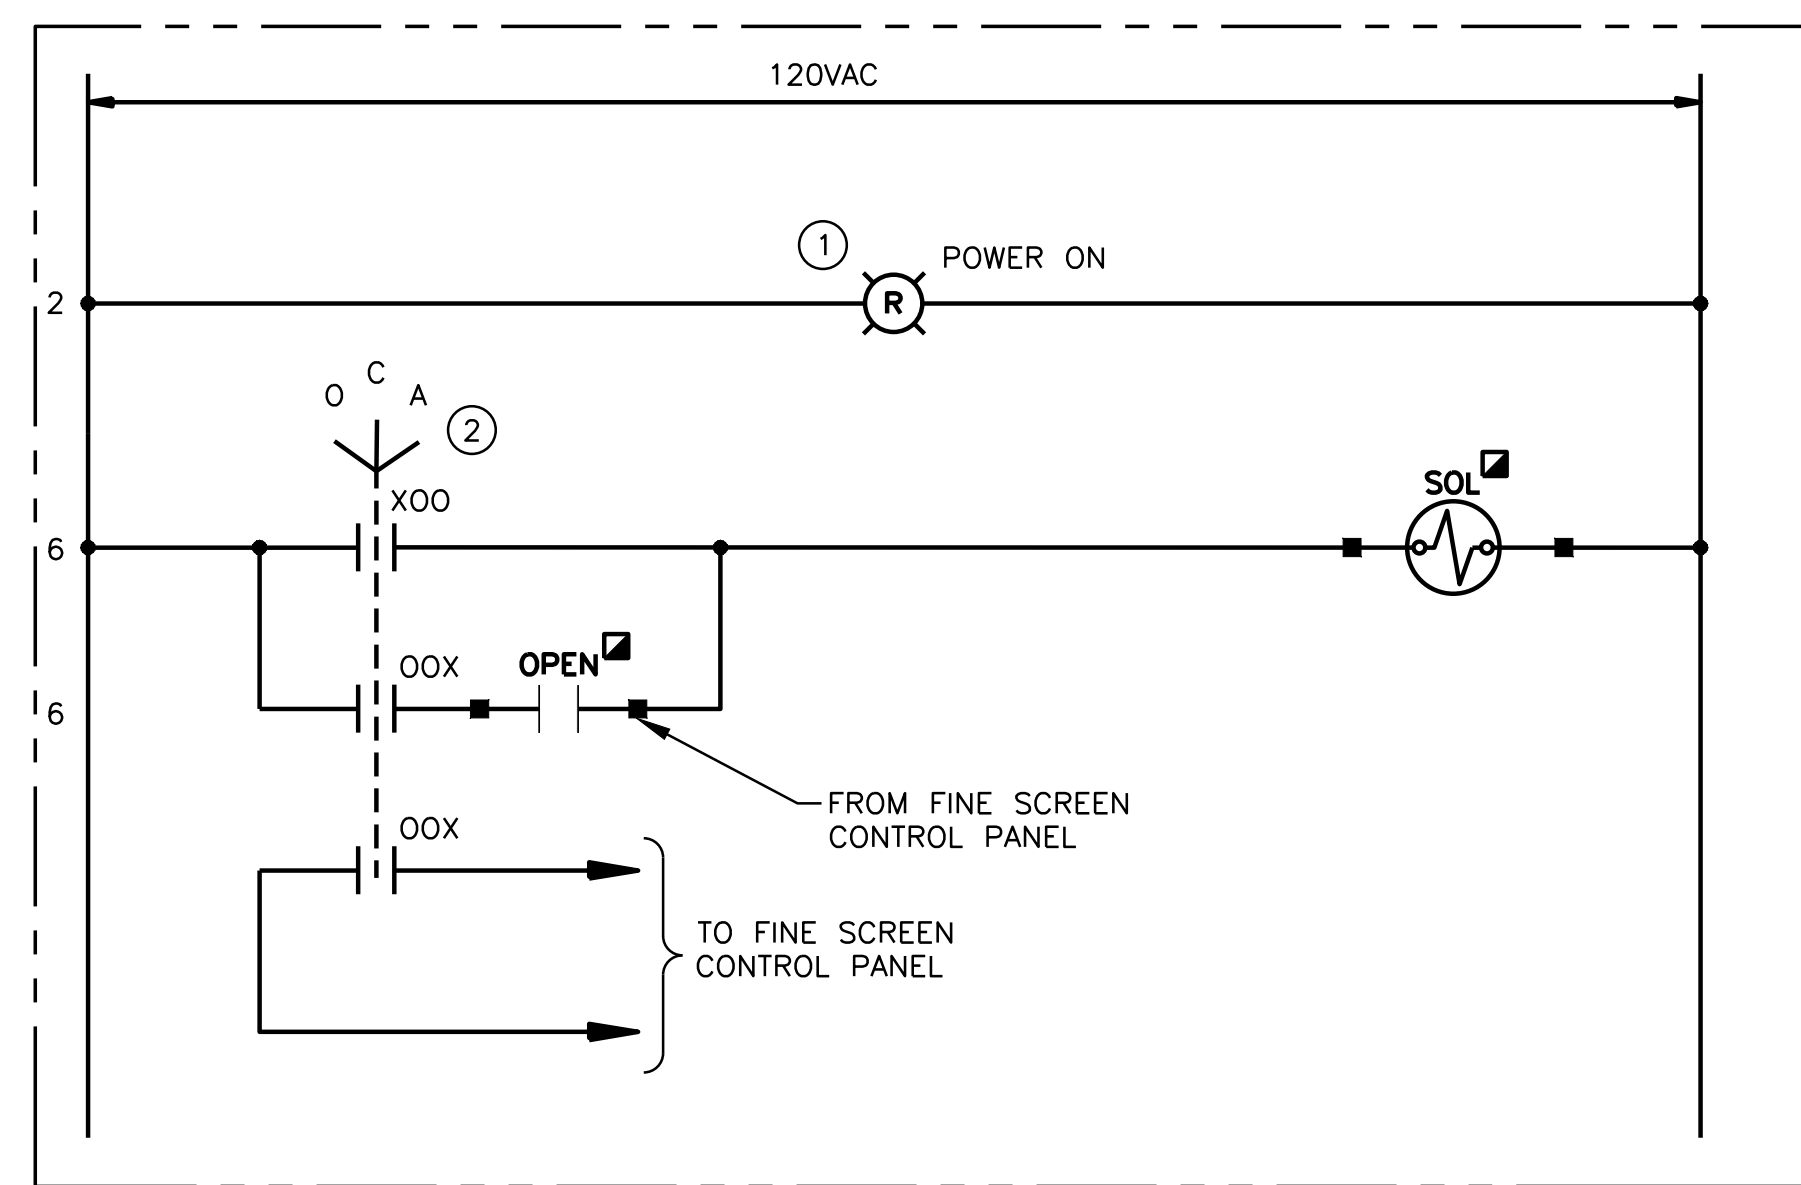 120VAC
1
POWER ON
2
R
O
C
A
2
XOO
SOL
6
OOX
OPEN
6
FROM FINE SCREEN
CONTROL PANEL
OOX
TO FINE SCREEN
CONTROL PANEL